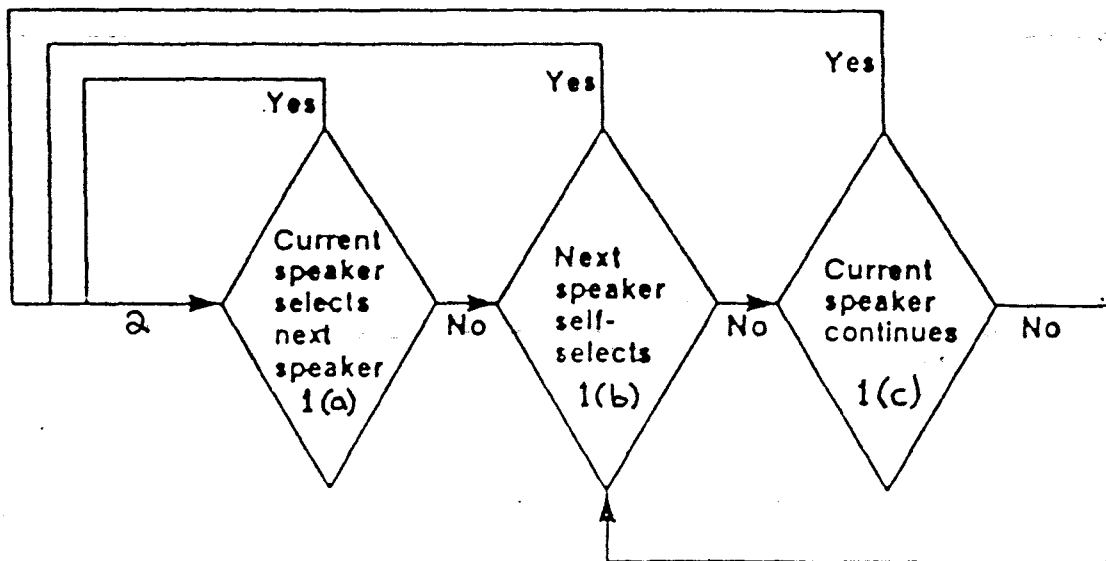 Yes
Yes
Yes
Current
speaker
selects
next
speaker
1(a)
Next
speaker
self-
selects
1(b)
Current
speaker
continues
1(c)
2
No
No
No